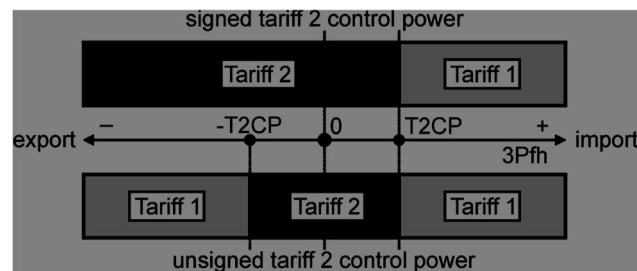 signed tariff 2 control power
Tariff 2 Tariff 1
– -T2CP 0 T2CP +
export import
3Pfh
Tariff 1 Tariff 2 Tariff 1
unsigned tariff 2 control power